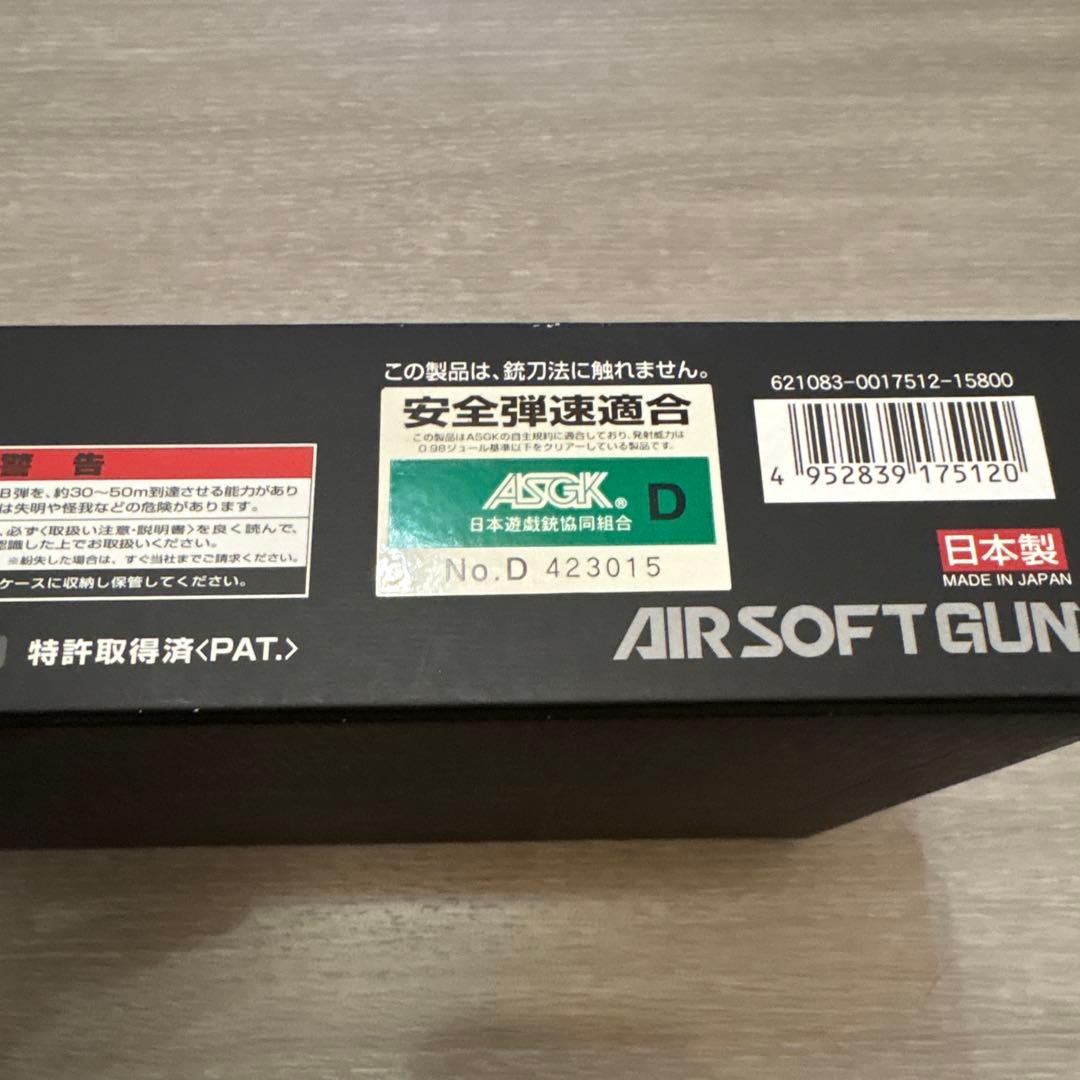 この製品は、銃刀法に触れません。
安全弾速適合
この製品はASGKの自主規約に適合しており、発射威力は
0.98ジュール基準以下をクリアーしている製品です。
ASGK® D
日本遊戯銃協同組合
No.D 423015
621083-0017512-15800
4 952839 175120
日本製
MADE IN JAPAN
AIRSOFT GUN
警告
B弾を、約30〜50m到達させる能力があり
は失明や怪我などの危険があります。
、必ず〈取扱い注意・説明書〉を良く読んで、
認識した上でお取扱いください。
※紛失した場合は、すぐ当社までご請求ください。
ケースに収納し保管してください。
特許取得済〈PAT.〉